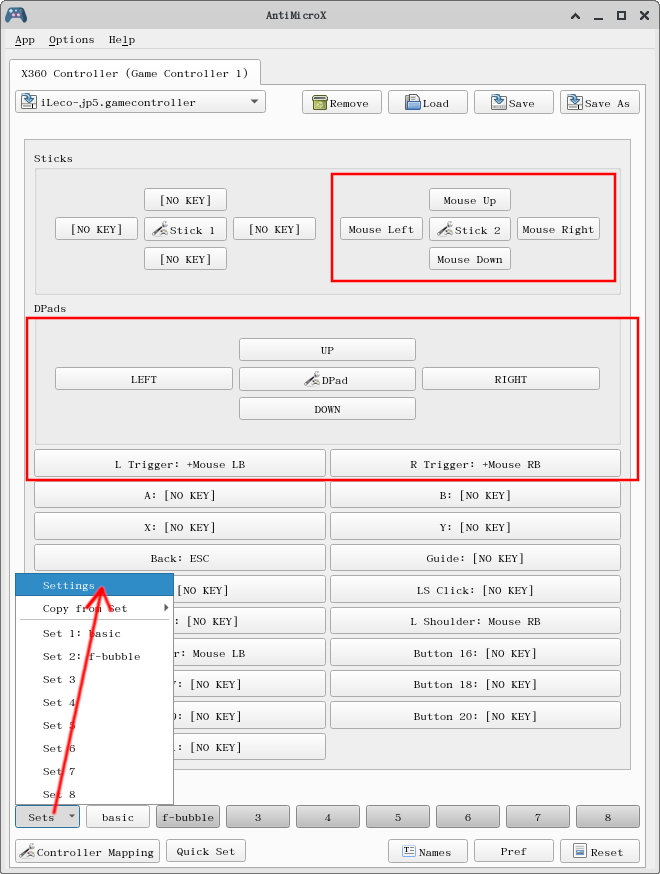 AntiMicroX
App Options Help
X360 Controller (Game Controller 1)
iLeco-jp5.gamecontroller Remove Load Save Save As
Sticks
[NO KEY] Mouse Up
[NO KEY] Stick 1 [NO KEY] Mouse Left Stick 2 Mouse Right
[NO KEY] Mouse Down
DPads
UP
LEFT DPad RIGHT
DOWN
L Trigger: +Mouse LB R Trigger: +Mouse RB
A: [NO KEY] B: [NO KEY]
X: [NO KEY] Y: [NO KEY]
Back: ESC Guide: [NO KEY]
Settings [NO KEY] LS Click: [NO KEY]
Copy from Set : [NO KEY] L Shoulder: Mouse RB
Set 1: basic
Set 2: f-bubble r: Mouse LB Button 16: [NO KEY]
Set 3 7: [NO KEY] Button 18: [NO KEY]
Set 4 [NO KEY] Button 20: [NO KEY]
Set 5
Set 6 : [NO KEY]
Set 7
Set 8
Sets basic f-bubble 3 4 5 6 7 8
Controller Mapping Quick Set Names Pref Reset